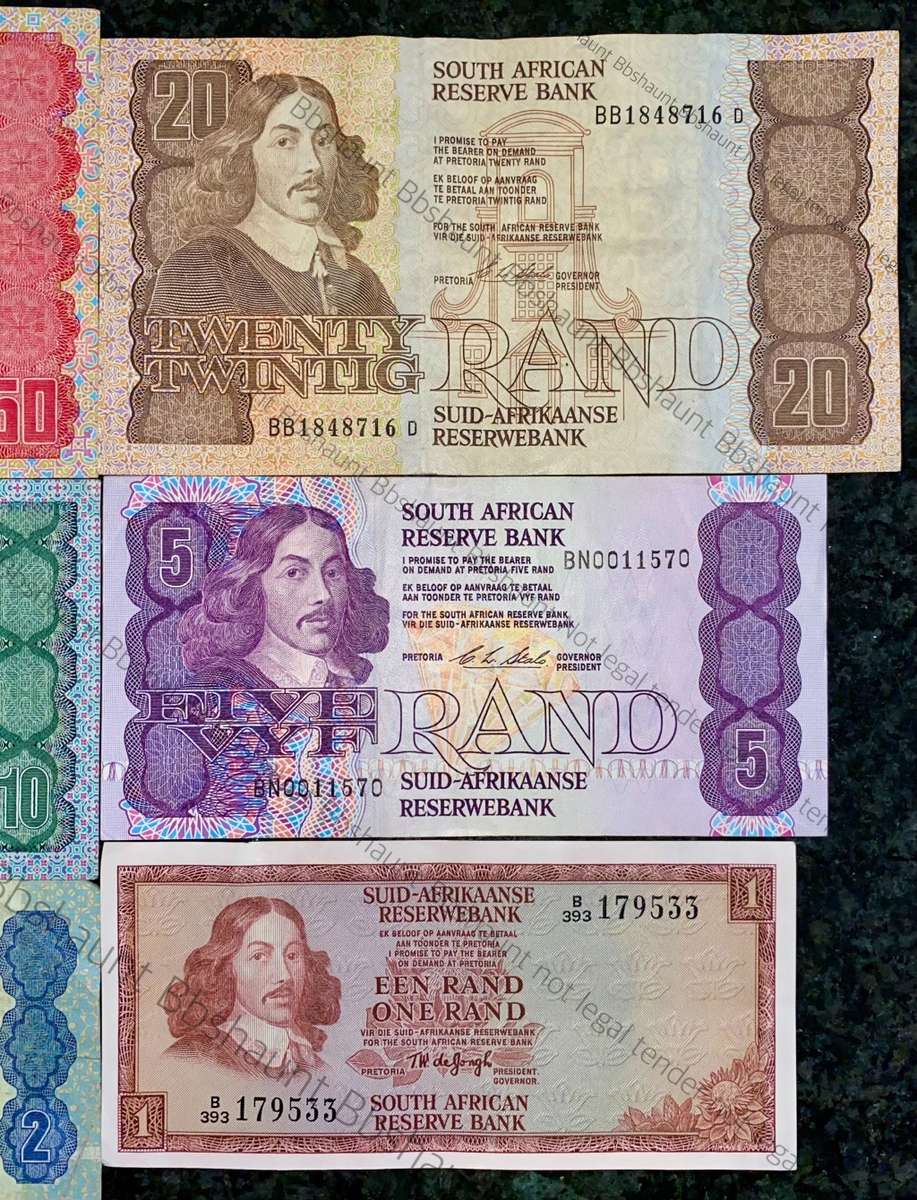 50
10
2
20
SOUTH AFRICAN
RESERVE BANK
BB1848716 D
I PROMISE TO PAY
THE BEARER ON DEMAND
AT PRETORIA TWENTY RAND
EK BELOOF OP AANVRAAG
TE BETAAL AAN TOONDER
TE PRETORIA TWINTIG RAND
FOR THE SOUTH AFRICAN RESERVE BANK
VIR DIE SUID-AFRIKAANSE RESERWEBANK
PRETORIA GOVERNOR
PRESIDENT
TWENTY
TWINTIG RAND
20
BB1848716 D
SUID-AFRIKAANSE
RESERWEBANK
5
SOUTH AFRICAN
RESERVE BANK
BN0011570
I PROMISE TO PAY THE BEARER
ON DEMAND AT PRETORIA FIVE RAND
EK BELOOF OP AANVRAAG TE BETAAL
AAN TOONDER TE PRETORIA VYF RAND
FOR THE SOUTH AFRICAN RESERVE BANK
VIR DIE SUID-AFRIKAANSE RESERWEBANK
PRETORIA C L Stals GOVERNOR
PRESIDENT
FIVE
VYF RAND
5
BN0011570
SUID-AFRIKAANSE
RESERWEBANK
1
SUID-AFRIKAANSE
RESERWEBANK
B/393 179533
EK BELOOF OP AANVRAAG TE BETAAL
AAN TOONDER TE PRETORIA
I PROMISE TO PAY THE BEARER
ON DEMAND AT PRETORIA
EEN RAND
ONE RAND
VIR DIE SUID-AFRIKAANSE RESERWEBANK
FOR THE SOUTH AFRICAN RESERVE BANK
PRETORIA T.W. de Jongh PRESIDENT.
GOVERNOR.
B/393 179533
1
SOUTH AFRICAN
RESERVE BANK
Bbshaunt Bbshaunt Not legal tender
Bbshaunt not legal tender